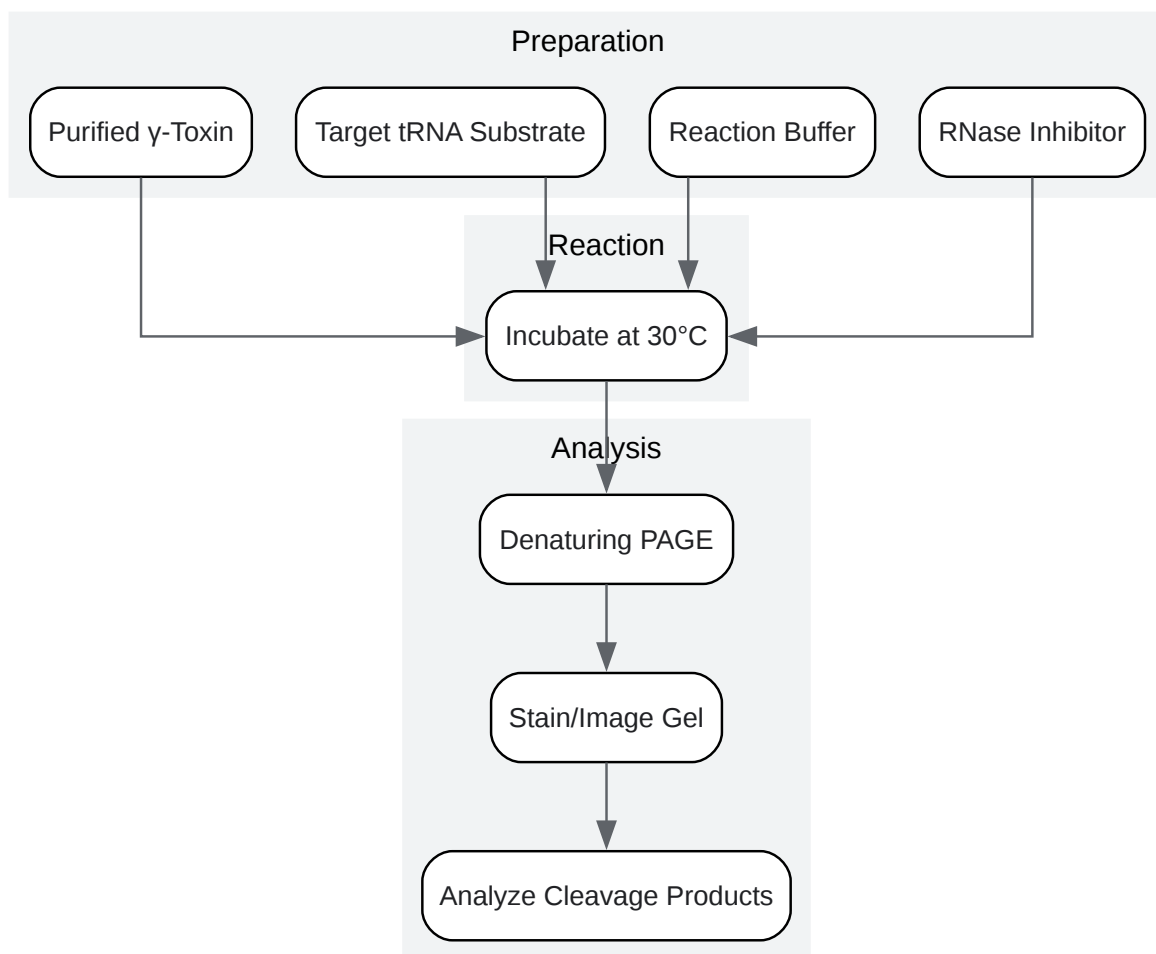 Preparation
Purified γ-Toxin
Target tRNA Substrate
Reaction Buffer
RNase Inhibitor
Reaction
Incubate at 30°C
Analysis
Denaturing PAGE
Stain/Image Gel
Analyze Cleavage Products